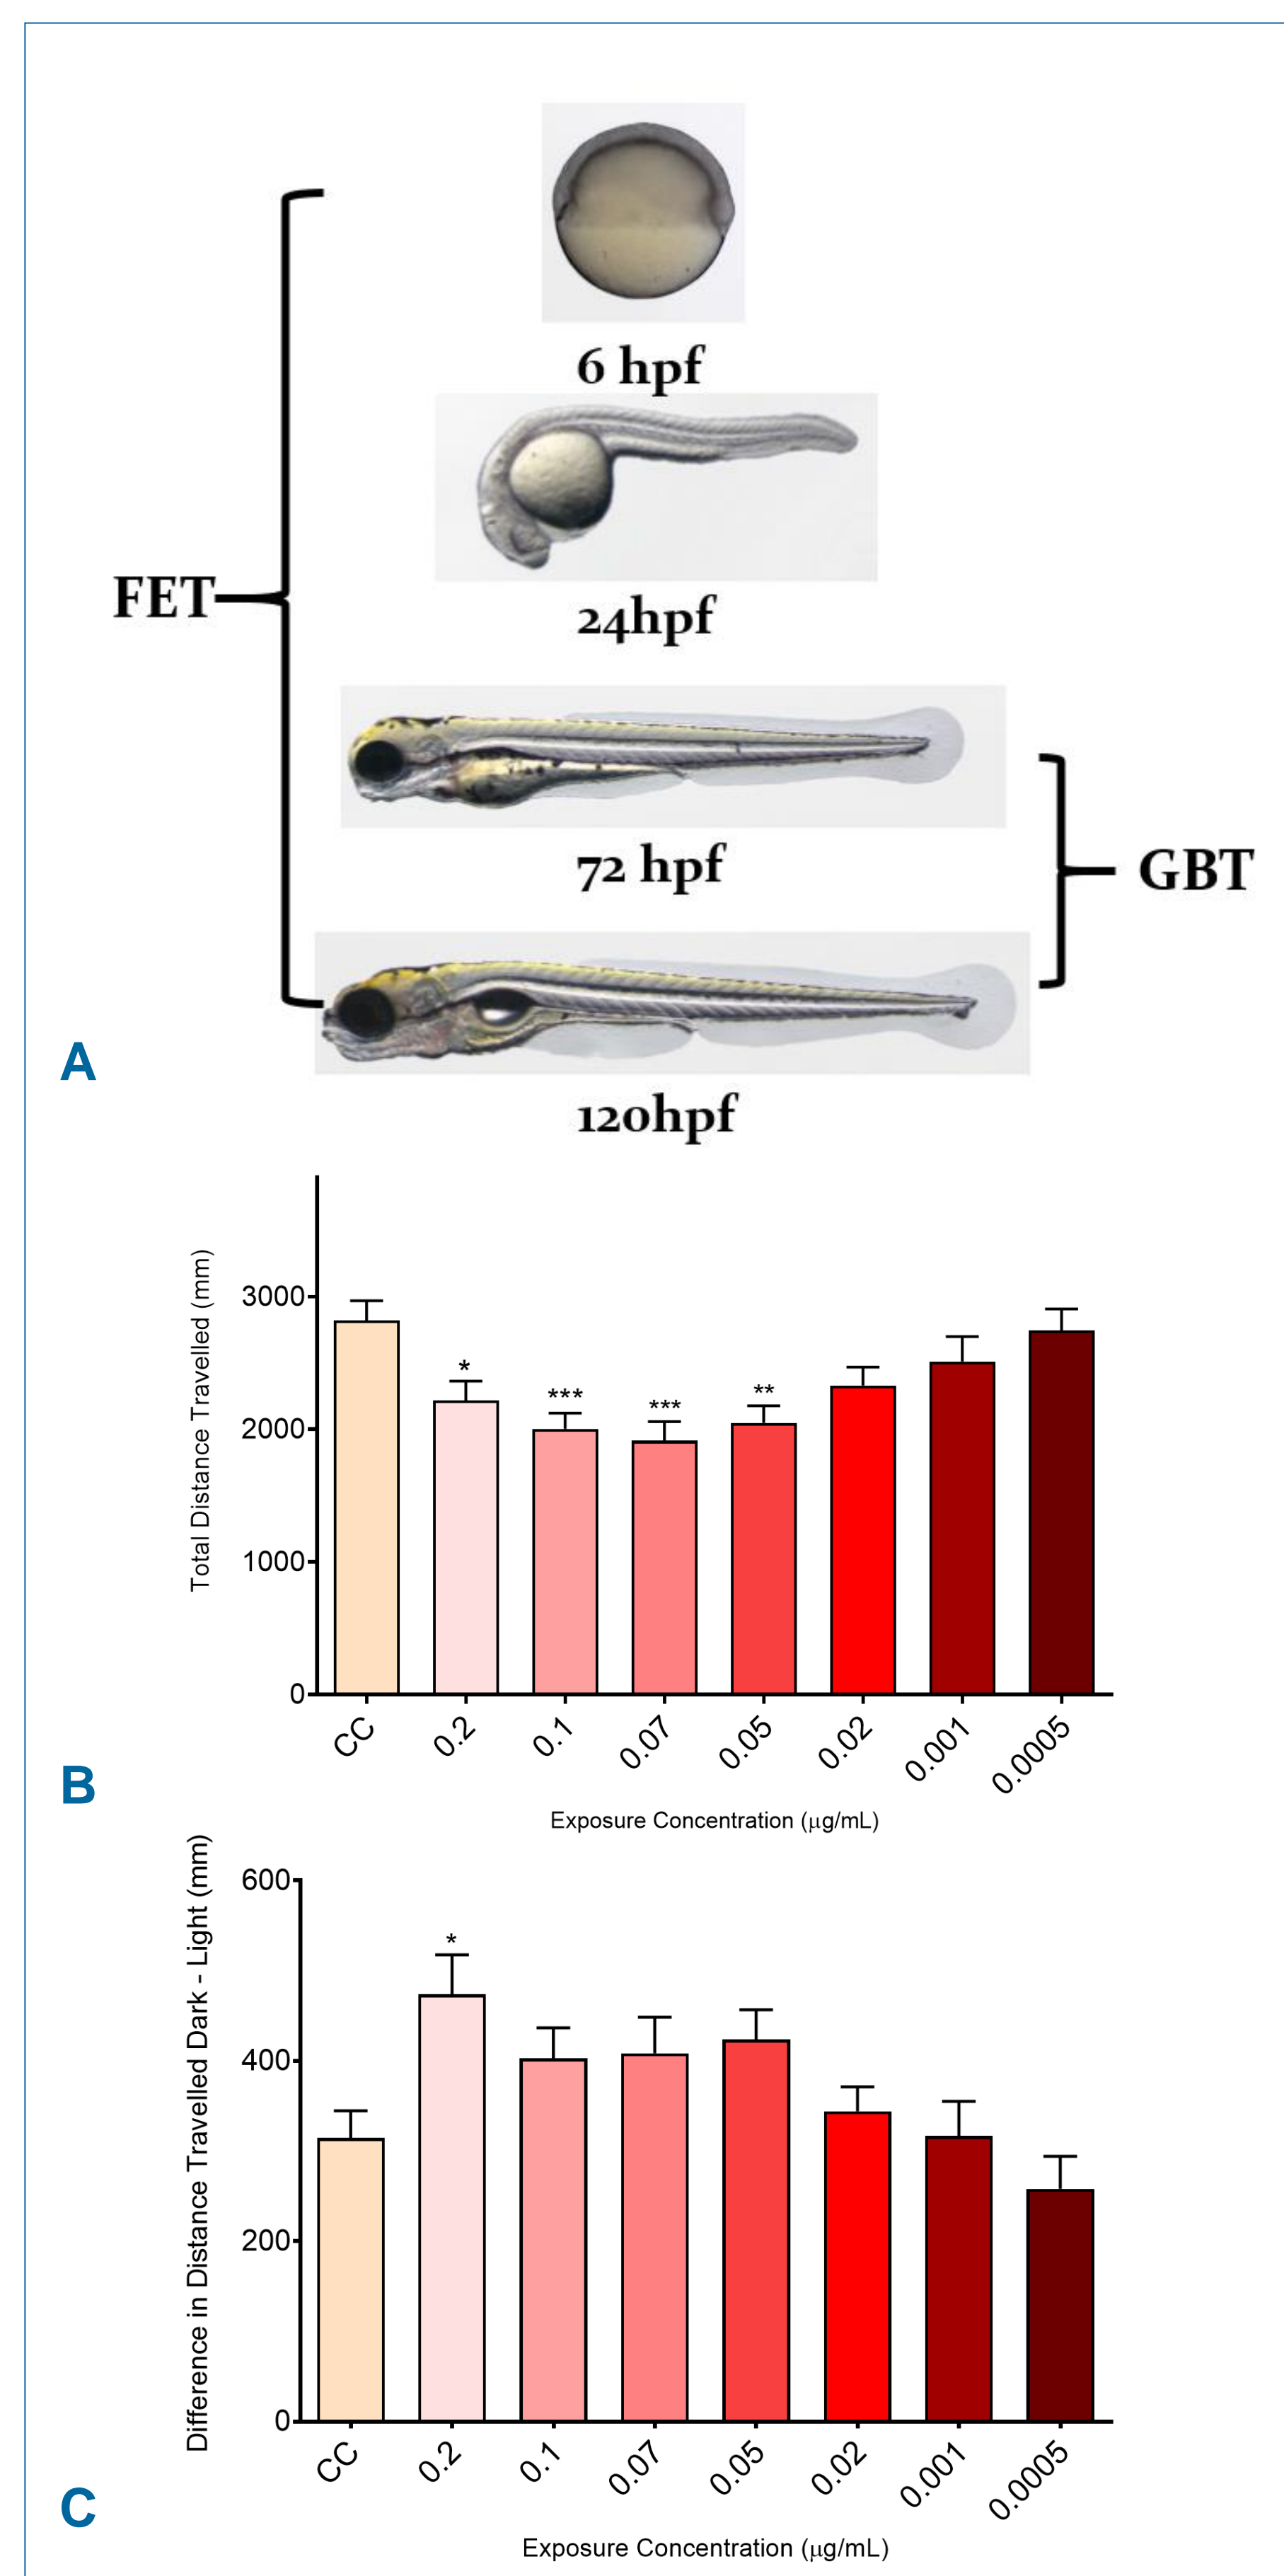 6 hpf
24hpf
FET
72 hpf
GBT
120hpf
A
Total Distance Travelled (mm)
3000
2000
1000
0
*
***
***
**
CC
0.2
0.1
0.07
0.05
0.02
0.001
0.0005
Exposure Concentration (μg/mL)
B
Difference in Distance Travelled Dark - Light (mm)
600
400
200
0
*
CC
0.2
0.1
0.07
0.05
0.02
0.001
0.0005
Exposure Concentration (μg/mL)
C